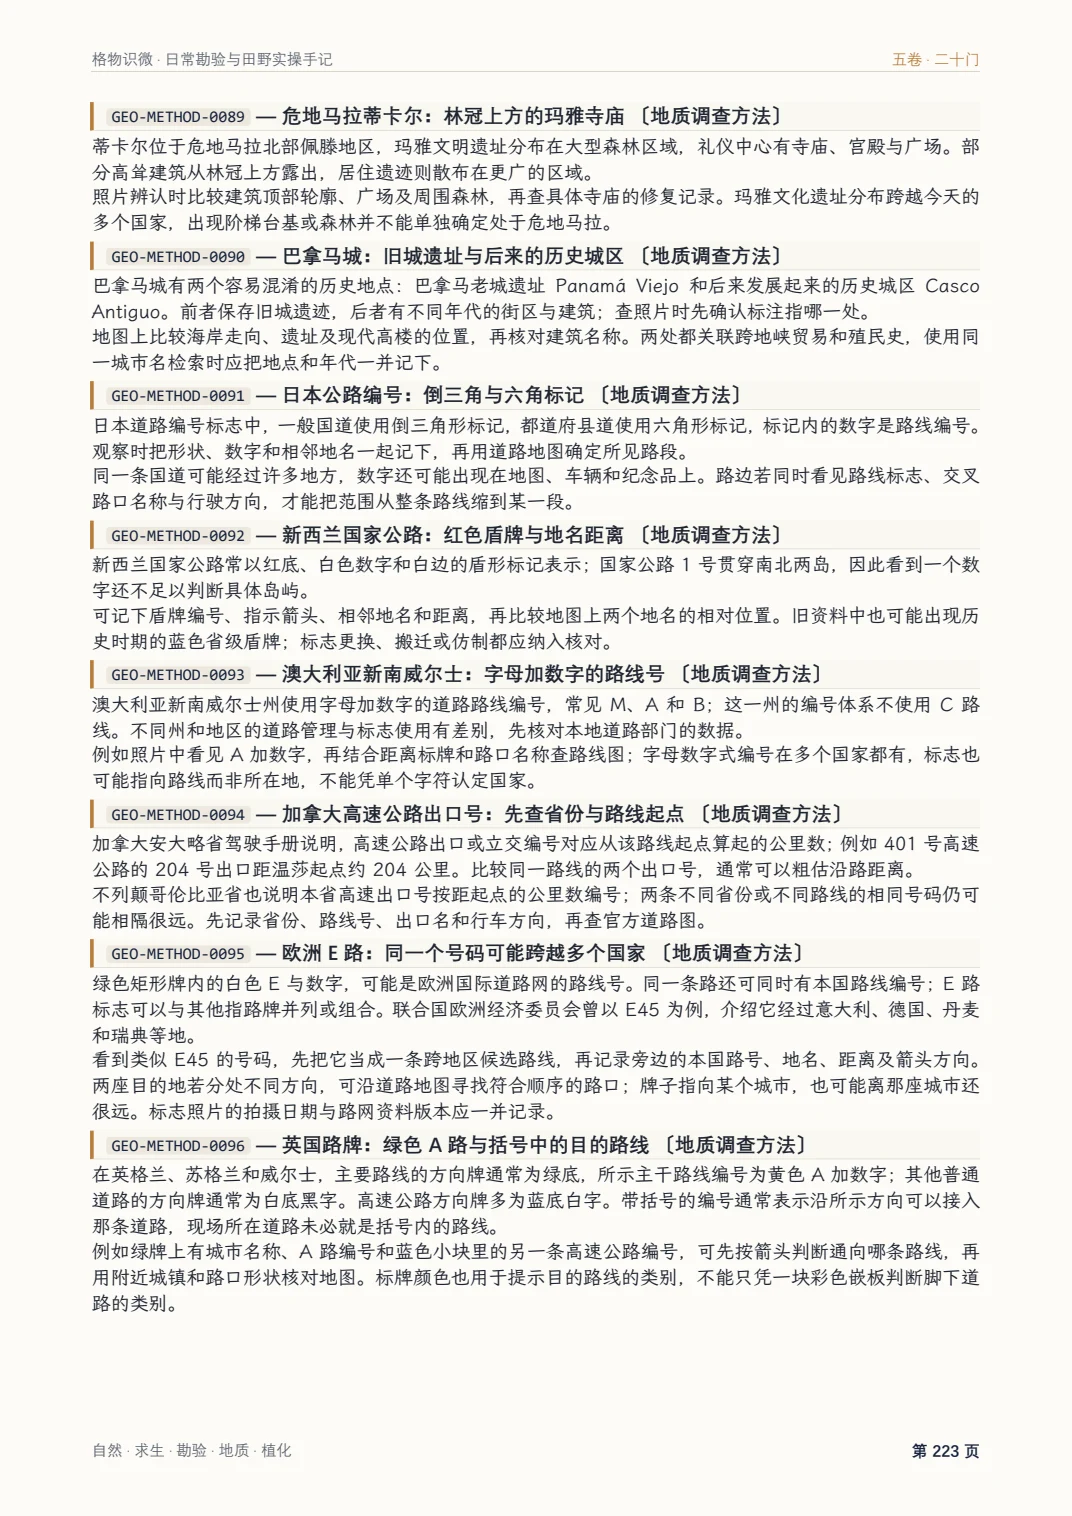 格物识微 · 日常勘验与田野实操手记
五卷 · 二十门
GEO-METHOD-0089 — 危地马拉蒂卡尔：林冠上方的玛雅寺庙 〔地质调查方法〕
蒂卡尔位于危地马拉北部佩滕地区，玛雅文明遗址分布在大型森林区域，礼仪中心有寺庙、宫殿与广场。部
分高耸建筑从林冠上方露出，居住遗迹则散布在更广的区域。
照片辨认时比较建筑顶部轮廓、广场及周围森林，再查具体寺庙的修复记录。玛雅文化遗址分布跨越今天的
多个国家，出现阶梯台基或森林并不能单独确定处于危地马拉。
GEO-METHOD-0090 — 巴拿马城：旧城遗址与后来的历史城区 〔地质调查方法〕
巴拿马城有两个容易混淆的历史地点：巴拿马老城遗址 Panamá Viejo 和后来发展起来的历史城区 Casco
Antiguo。前者保存旧城遗迹，后者有不同年代的街区与建筑；查照片时先确认标注指哪一处。
地图上比较海岸走向、遗址及现代高楼的位置，再核对建筑名称。两处都关联跨地峡贸易和殖民史，使用同
一城市名检索时应把地点和年代一并记下。
GEO-METHOD-0091 — 日本公路编号：倒三角与六角标记 〔地质调查方法〕
日本道路编号标志中，一般国道使用倒三角形标记，都道府县道使用六角形标记，标记内的数字是路线编号。
观察时把形状、数字和相邻地名一起记下，再用道路地图确定所见路段。
同一条国道可能经过许多地方，数字还可能出现在地图、车辆和纪念品上。路边若同时看见路线标志、交叉
路口名称与行驶方向，才能把范围从整条路线缩到某一段。
GEO-METHOD-0092 — 新西兰国家公路：红色盾牌与地名距离 〔地质调查方法〕
新西兰国家公路常以红底、白色数字和白边的盾形标记表示；国家公路 1 号贯穿南北两岛，因此看到一个数
字还不足以判断具体岛屿。
可记下盾牌编号、指示箭头、相邻地名和距离，再比较地图上两个地名的相对位置。旧资料中也可能出现历
史时期的蓝色省级盾牌；标志更换、搬迁或仿制都应纳入核对。
GEO-METHOD-0093 — 澳大利亚新南威尔士：字母加数字的路线号 〔地质调查方法〕
澳大利亚新南威尔士州使用字母加数字的道路路线编号，常见 M、A 和 B；这一州的编号体系不使用 C 路
线。不同州和地区的道路管理与标志使用有差别，先核对本地道路部门的数据。
例如照片中看见 A 加数字，再结合距离标牌和路口名称查路线图；字母数字式编号在多个国家都有，标志也
可能指向路线而非所在地，不能凭单个字符认定国家。
GEO-METHOD-0094 — 加拿大高速公路出口号：先查省份与路线起点 〔地质调查方法〕
加拿大安大略省驾驶手册说明，高速公路出口或立交编号对应从该路线起点算起的公里数；例如 401 号高速
公路的 204 号出口距温莎起点约 204 公里。比较同一路线的两个出口号，通常可以粗估沿路距离。
不列颠哥伦比亚省也说明本省高速出口号按距起点的公里数编号；两条不同省份或不同路线的相同号码仍可
能相隔很远。先记录省份、路线号、出口名和行车方向，再查官方道路图。
GEO-METHOD-0095 — 欧洲 E 路：同一个号码可能跨越多个国家 〔地质调查方法〕
绿色矩形牌内的白色 E 与数字，可能是欧洲国际道路网的路线号。同一条路还可同时有本国路线编号；E 路
标志可以与其他指路牌并列或组合。联合国欧洲经济委员会曾以 E45 为例，介绍它经过意大利、德国、丹麦
和瑞典等地。
看到类似 E45 的号码，先把它当成一条跨地区候选路线，再记录旁边的本国路号、地名、距离及箭头方向。
两座目的地若分处不同方向，可沿道路地图寻找符合顺序的路口；牌子指向某个城市，也可能离那座城市还
很远。标志照片的拍摄日期与路网资料版本应一并记录。
GEO-METHOD-0096 — 英国路牌：绿色 A 路与括号中的目的路线 〔地质调查方法〕
在英格兰、苏格兰和威尔士，主要路线的方向牌通常为绿底，所示主干路线编号为黄色 A 加数字；其他普通
道路的方向牌通常为白底黑字。高速公路方向牌多为蓝底白字。带括号的编号通常表示沿所示方向可以接入
那条道路，现场所在道路未必就是括号内的路线。
例如绿牌上有城市名称、A 路编号和蓝色小块里的另一条高速公路编号，可先按箭头判断通向哪条路线，再
用附近城镇和路口形状核对地图。标牌颜色也用于提示目的路线的类别，不能只凭一块彩色嵌板判断脚下道
路的类别。
自然 · 求生 · 勘验 · 地质 · 植化
第 223 页